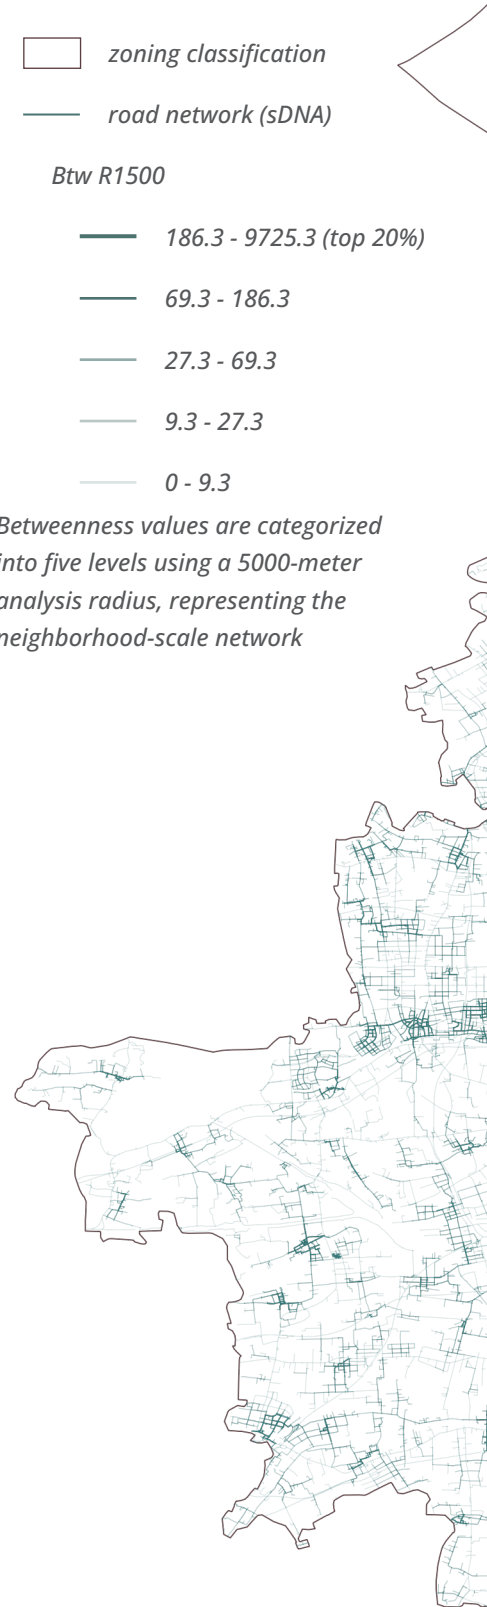 zoning classification
road network (sDNA)
Btw R1500
186.3 - 9725.3 (top 20%)
69.3 - 186.3
27.3 - 69.3
9.3 - 27.3
0 - 9.3
Betweenness values are categorized
into five levels using a 5000-meter
analysis radius, representing the
neighborhood-scale network